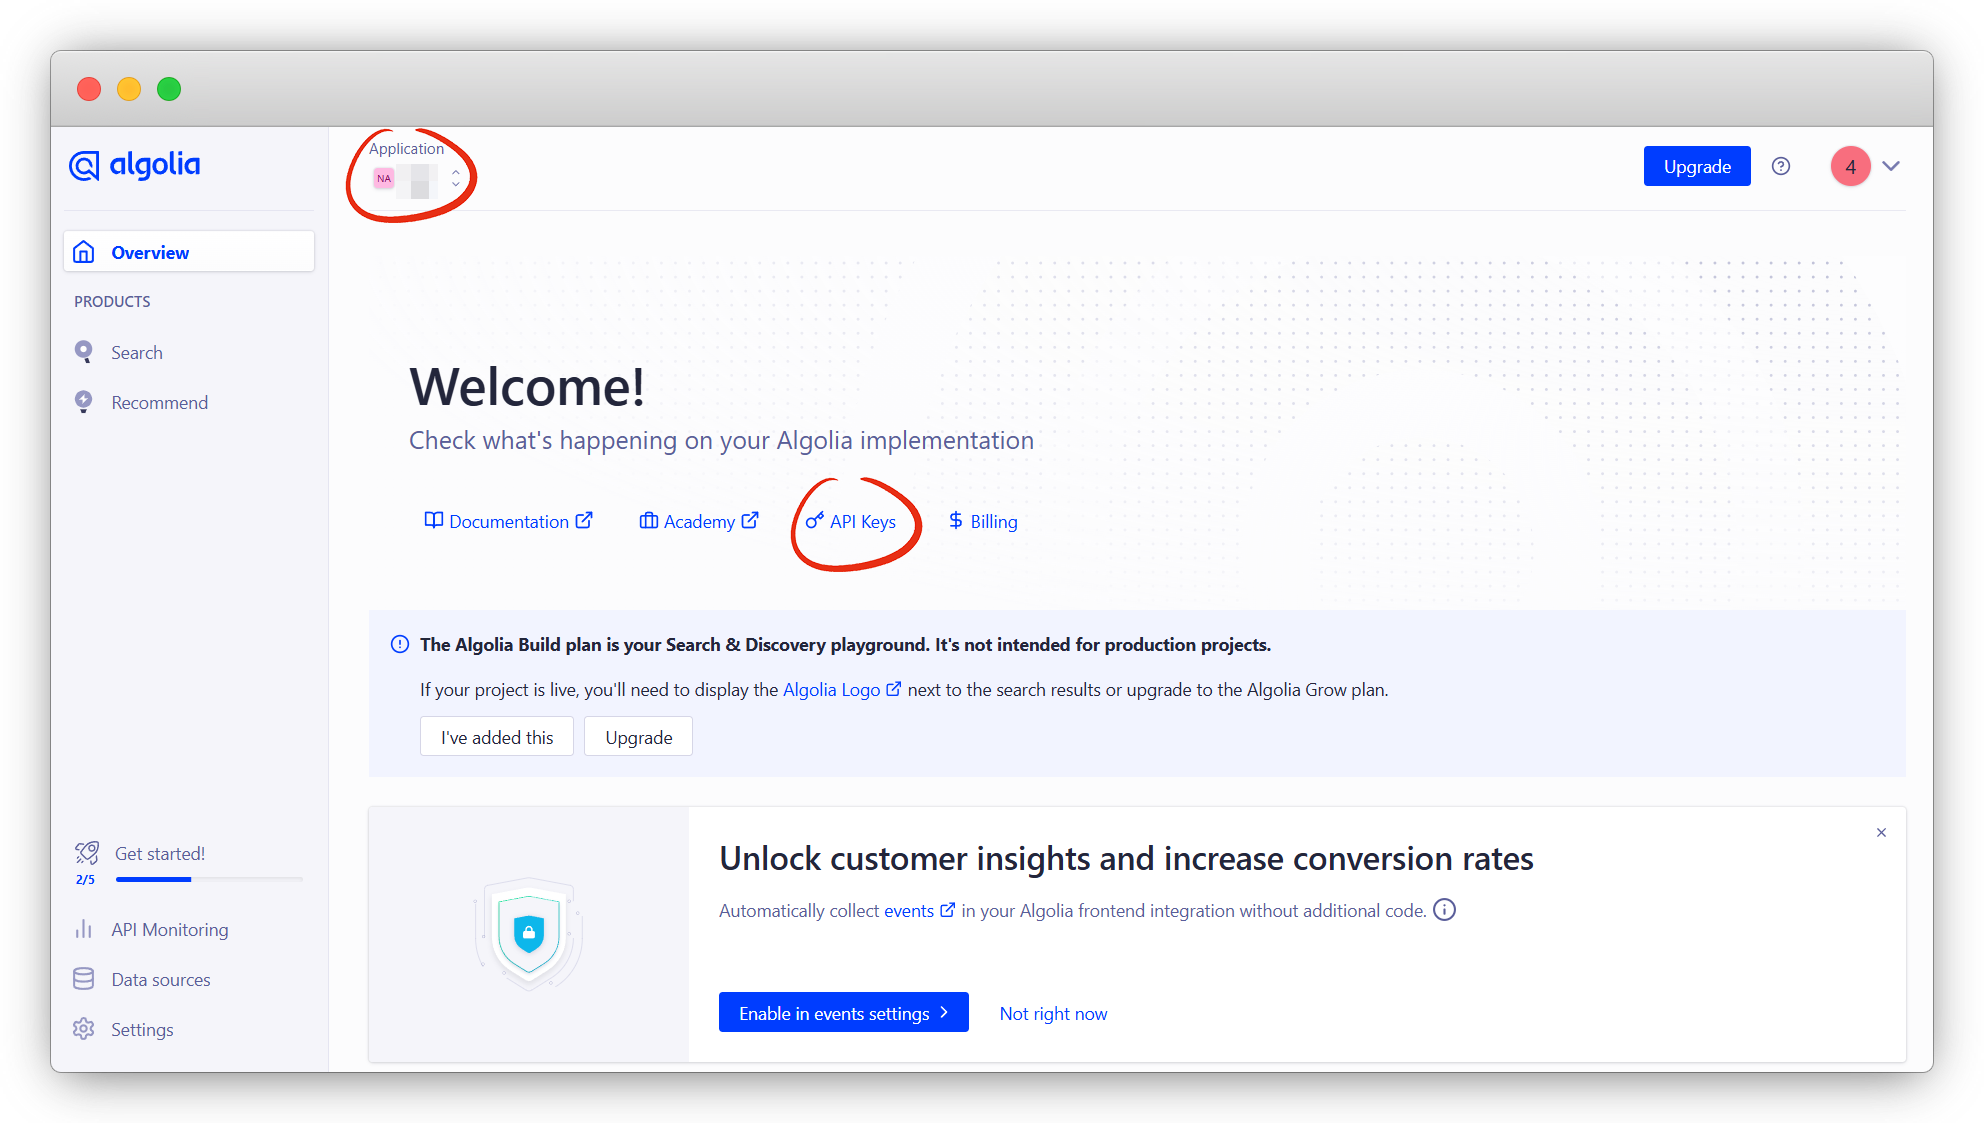 algolia
Application
NA
Upgrade
4
Overview
PRODUCTS
Search
Recommend
Welcome!
Check what's happening on your Algolia implementation
Documentation
Academy
API Keys
Billing
The Algolia Build plan is your Search & Discovery playground. It's not intended for production projects.
If your project is live, you'll need to display the Algolia Logo next to the search results or upgrade to the Algolia Grow plan.
I've added this
Upgrade
Unlock customer insights and increase conversion rates
Automatically collect events in your Algolia frontend integration without additional code.
Enable in events settings
Not right now
Get started!
2/5
API Monitoring
Data sources
Settings